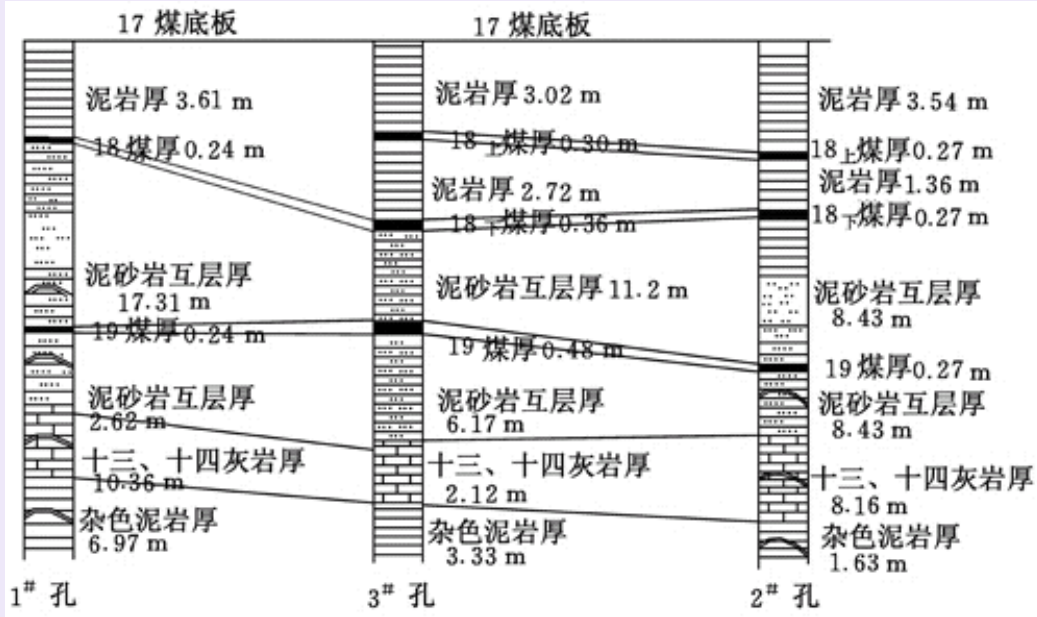 17 煤底板
17 煤底板
泥岩厚 3.61 m
18 煤厚 0.24 m
泥砂岩互层厚
17.31 m
19 煤厚 0.24 m
泥砂岩互层厚
2.62 m
十三、十四灰岩厚
10.36 m
杂色泥岩厚
6.97 m
1# 孔
泥岩厚 3.02 m
18上煤厚 0.30 m
泥岩厚 2.72 m
18下煤厚 0.36 m
泥砂岩互层厚 11.2 m
19 煤厚 0.48 m
泥砂岩互层厚
6.17 m
十三、十四灰岩厚
2.12 m
杂色泥岩厚
3.33 m
3# 孔
泥岩厚 3.54 m
18上煤厚 0.27 m
泥岩厚 1.36 m
18下煤厚 0.27 m
泥砂岩互层厚
8.43 m
19 煤厚 0.27 m
泥砂岩互层厚
8.43 m
十三、十四灰岩厚
8.16 m
杂色泥岩厚
1.63 m
2# 孔